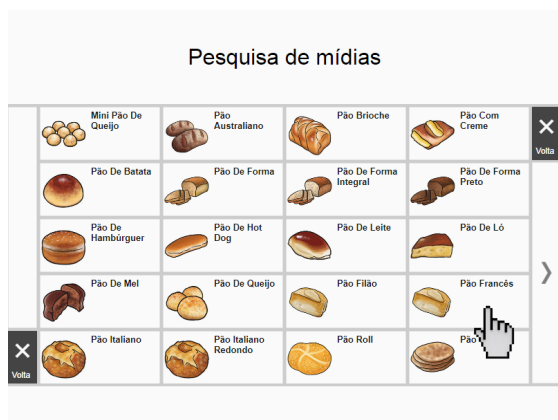 Pesquisa de mídias
Mini Pão De
Queijo
Pão
Australiano
Pão Brioche
Pão Com
Creme
Volta
Pão De Batata
Pão De Forma
Pão De Forma
Integral
Pão De Forma
Preto
Pão De
Hambúrguer
Pão De Hot
Dog
Pão De Leite
Pão De Ló
Pão De Mel
Pão De Queijo
Pão Filão
Pão Francês
Volta
Pão Italiano
Pão Italiano
Redondo
Pão Roll
Pão